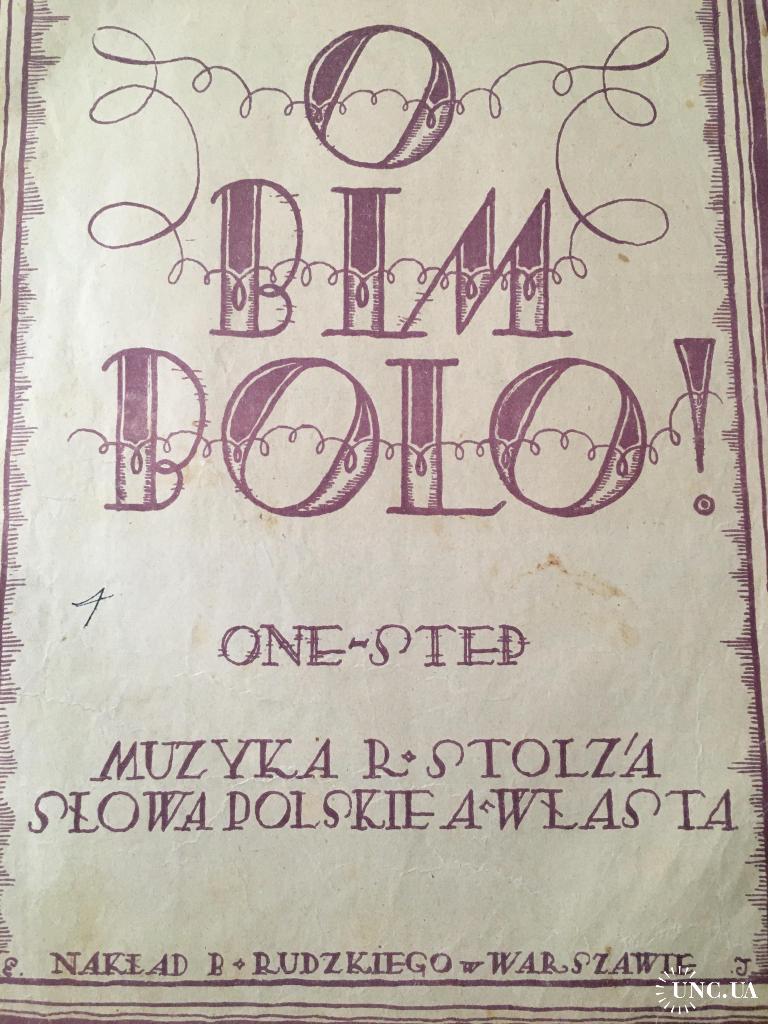 O
BIM
BOLO!
4
ONE-STEP
MUZYKA R. STOLZ'A
SŁOWA POLSKIE A. WŁASTA
E. NAKŁAD B. RUDZKIEGO w WARSZAWIE J.
UNC.UA